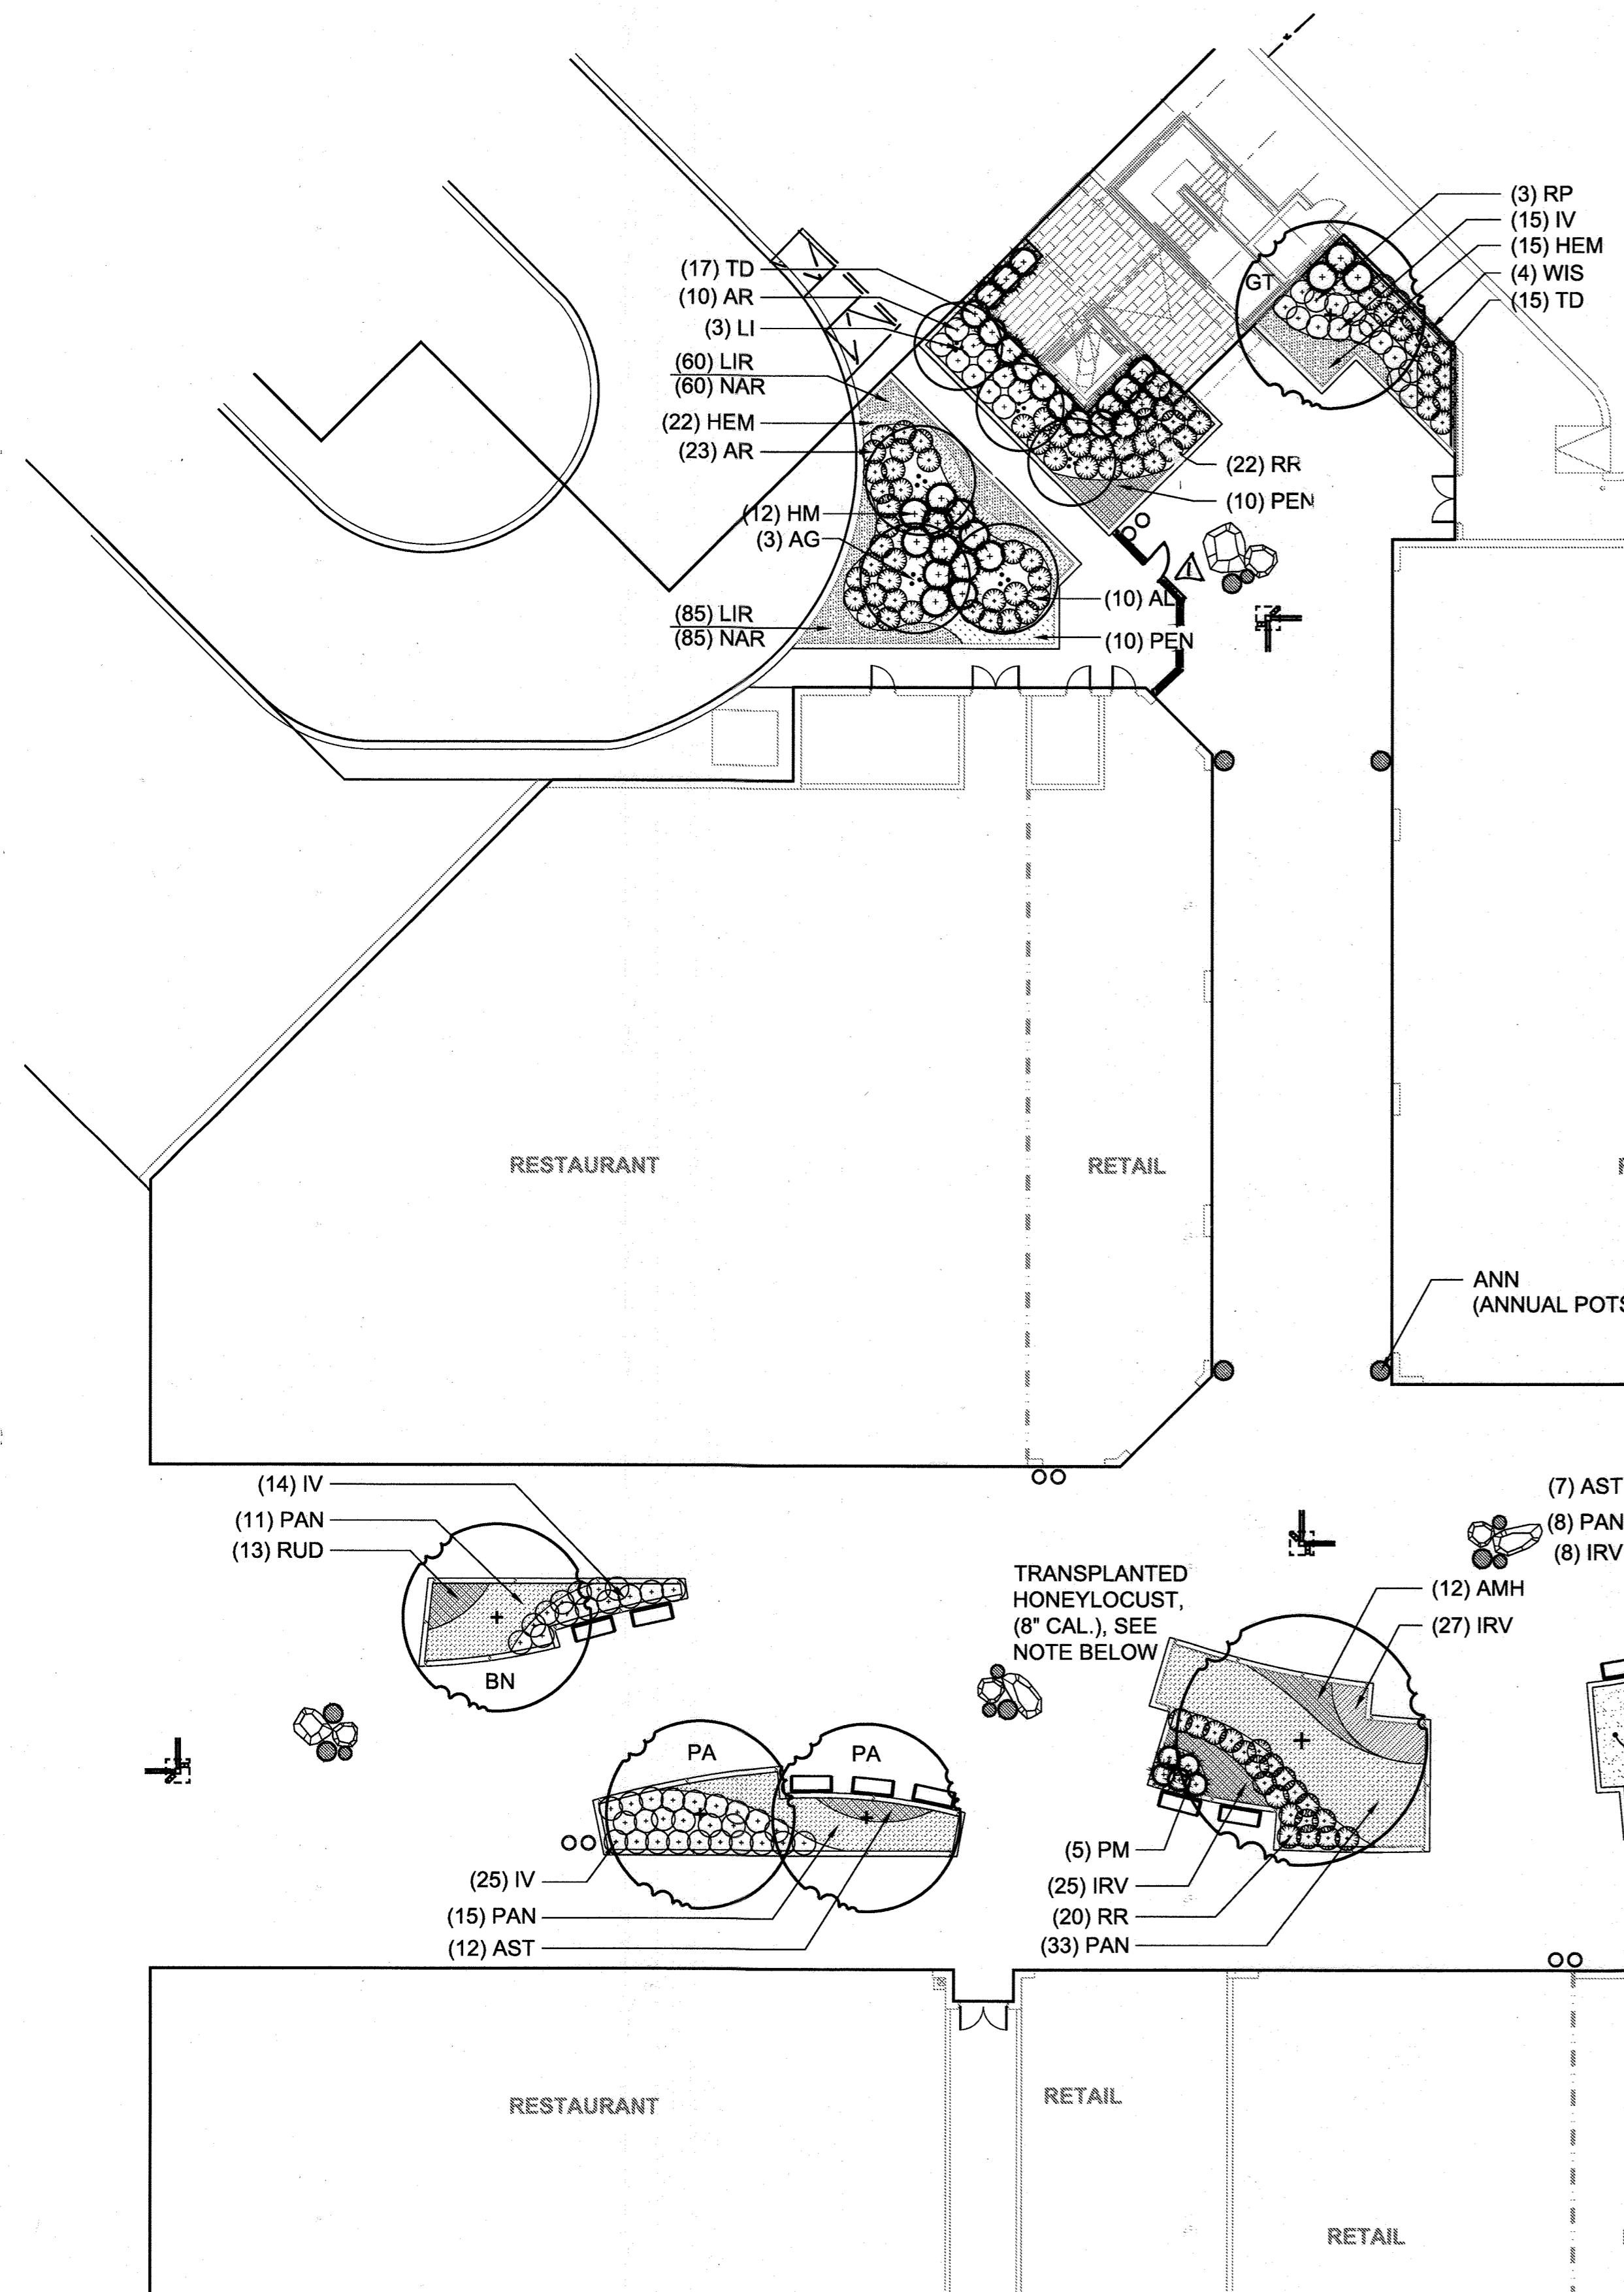 (3) RP
(15) IV
(15) HEM
(4) WIS
(15) TD
GT
(17) TD
(10) AR
(3) LI
(60) LIR
(60) NAR
(22) HEM
(23) AR
(12) HM
(3) AG
(85) LIR
(85) NAR
(22) RR
(10) PEN
1
(10) AL
(10) PEN
RESTAURANT
RETAIL
ANN
(ANNUAL POTS
(14) IV
(11) PAN
(13) RUD
BN
TRANSPLANTED
HONEYLOCUST,
(8" CAL.), SEE
NOTE BELOW
(7) AST
(8) PAN
(8) IRV
(12) AMH
(27) IRV
PA
PA
(25) IV
(15) PAN
(12) AST
(5) PM
(25) IRV
(20) RR
(33) PAN
RESTAURANT
RETAIL
RETAIL